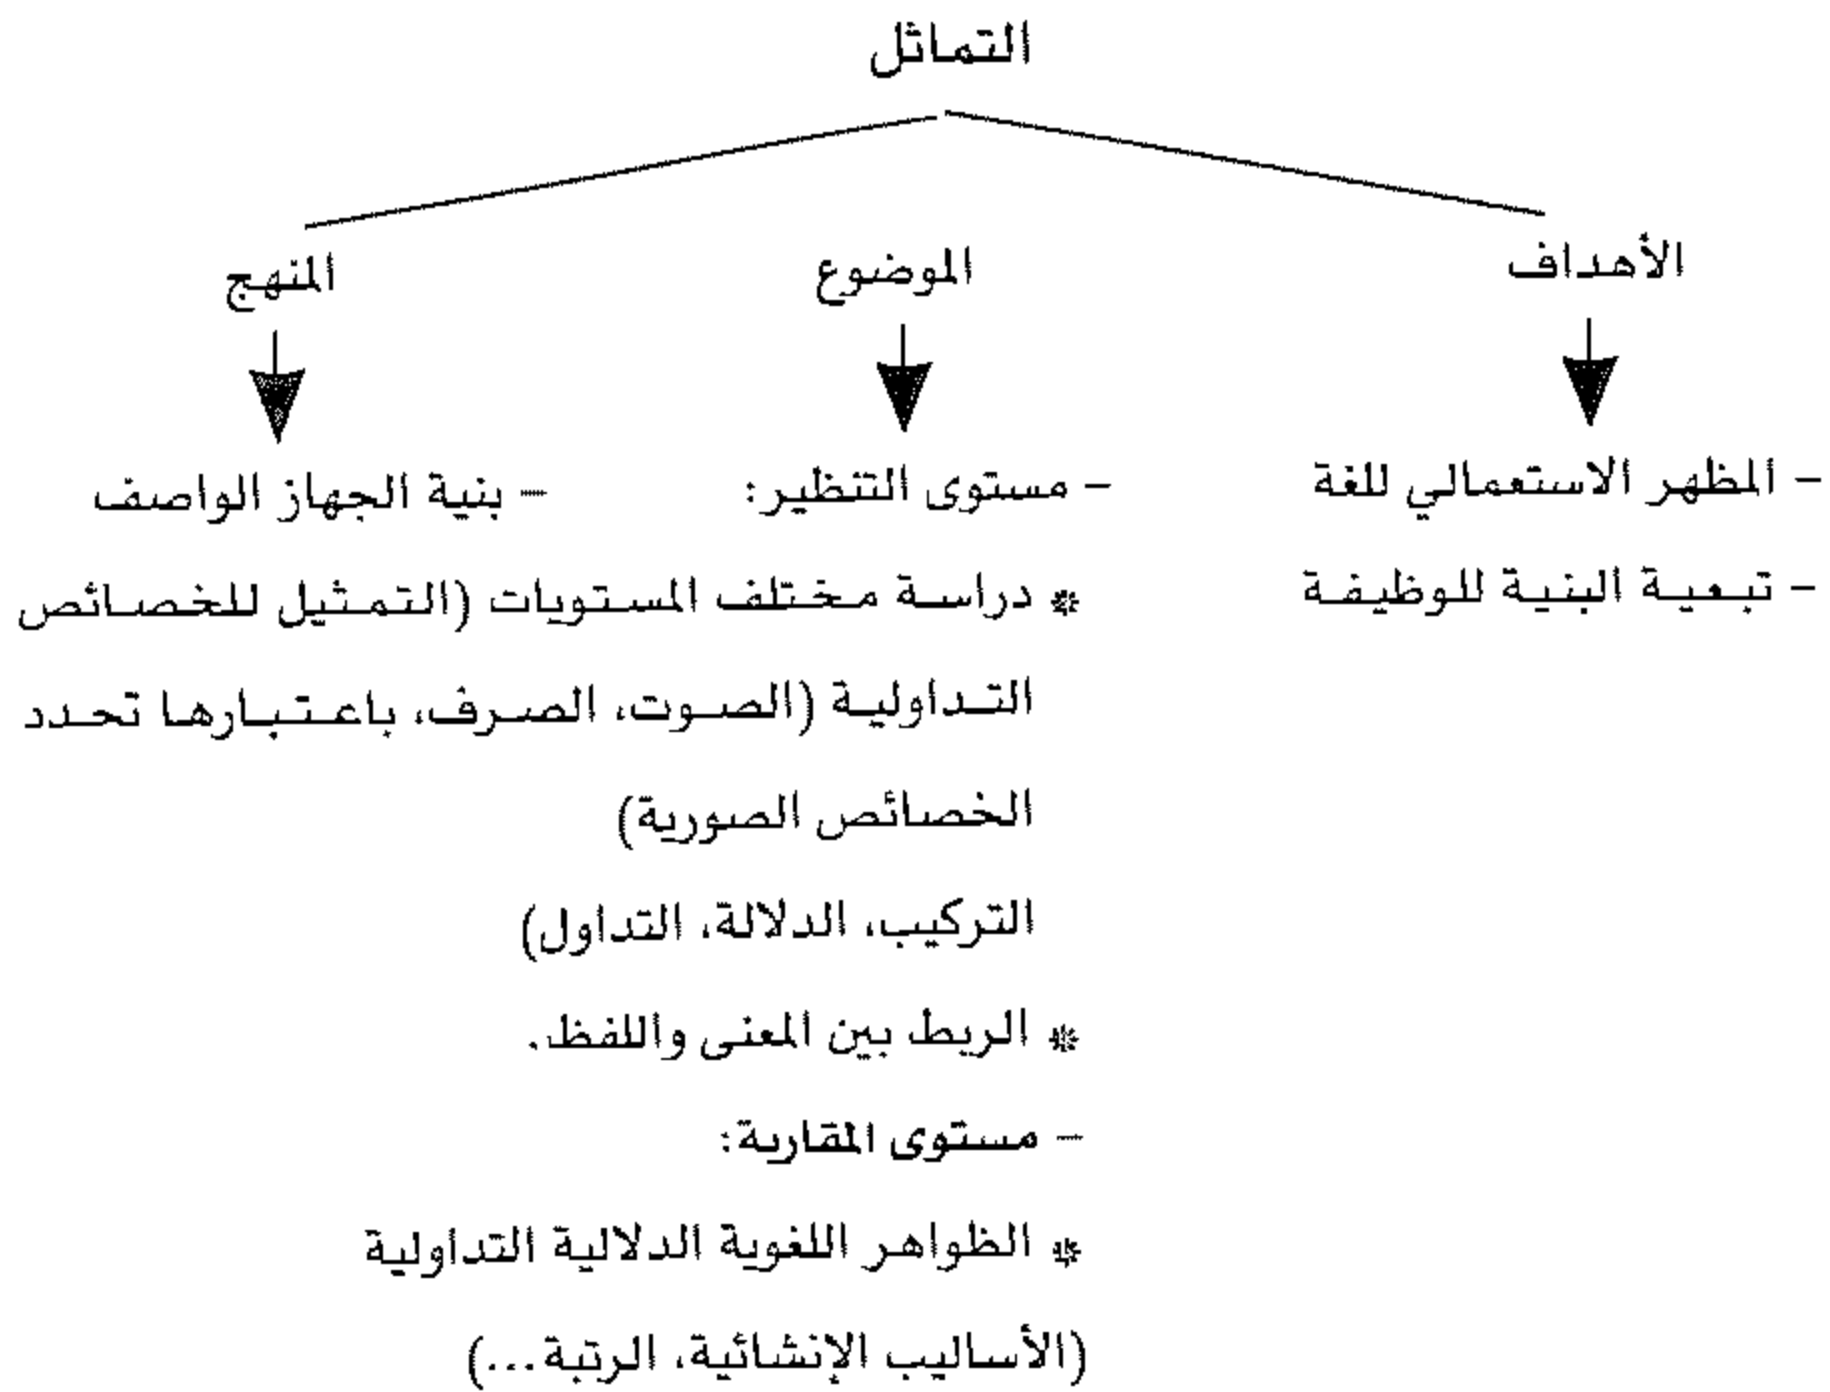 التماثل
الأهداف
الموضوع
المنهج
- المظهر الاستعمالي للغة
- تبعية البنية للوظيفة
- مستوى التنظير:
* دراسة مختلف المستويات (التمثيل للخصائص
التداولية (الصوت، الصرف، باعتبارها تحدد
الخصائص الصورية)
التركيب، الدلالة، التداول)
* الربط بين المعنى واللفظ.
- مستوى المقاربة:
* الظواهر اللغوية الدلالية التداولية
(الأساليب الإنشائية، الرتبة...)
- بنية الجهاز الواصف